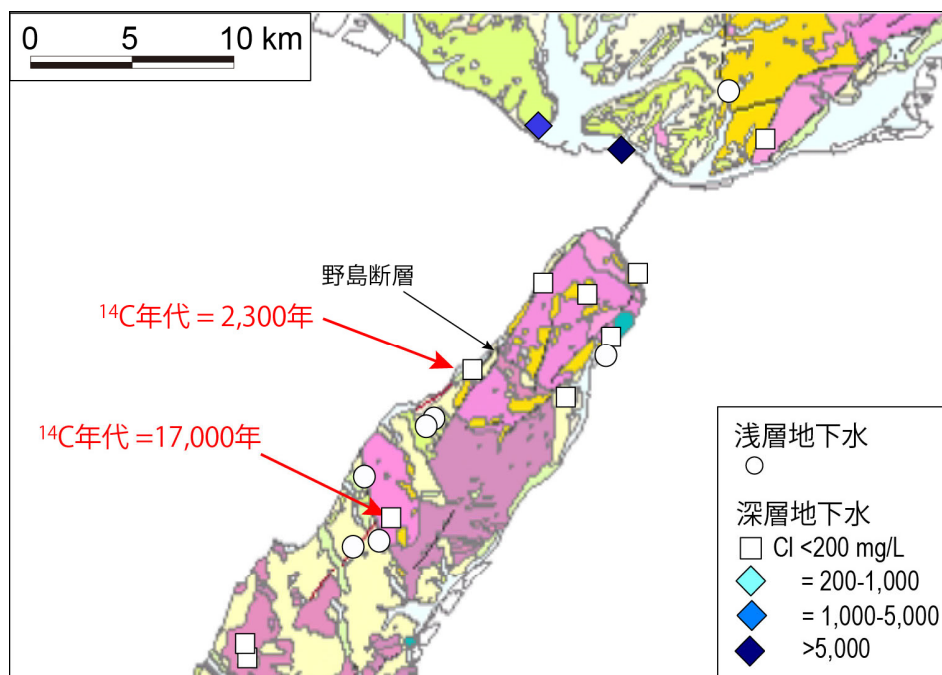 0 5 10 km
野島断層
¹⁴C年代 = 2,300年
¹⁴C年代 =17,000年
浅層地下水
深層地下水
Cl <200 mg/L
= 200-1,000
= 1,000-5,000
>5,000